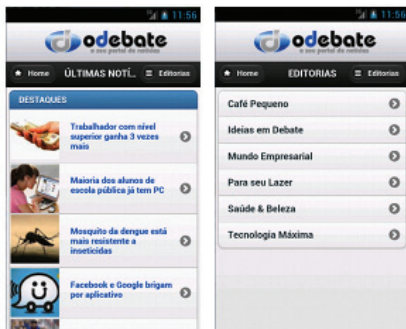 11:56
odebate
o seu portal de notícias
Home
ÚLTIMAS NOTÍ...
Editorias
DESTAQUES
Trabalhador com nível
superior ganha 3 vezes
mais
Maioria dos alunos de
escola pública já tem PC
Mosquito da dengue está
mais resistente a
inseticidas
Facebook e Google brigam
por aplicativo
11:56
odebate
o seu portal de notícias
Home
EDITORIAS
Editorias
Café Pequeno
Ideias em Debate
Mundo Empresarial
Para seu Lazer
Saúde & Beleza
Tecnologia Máxima